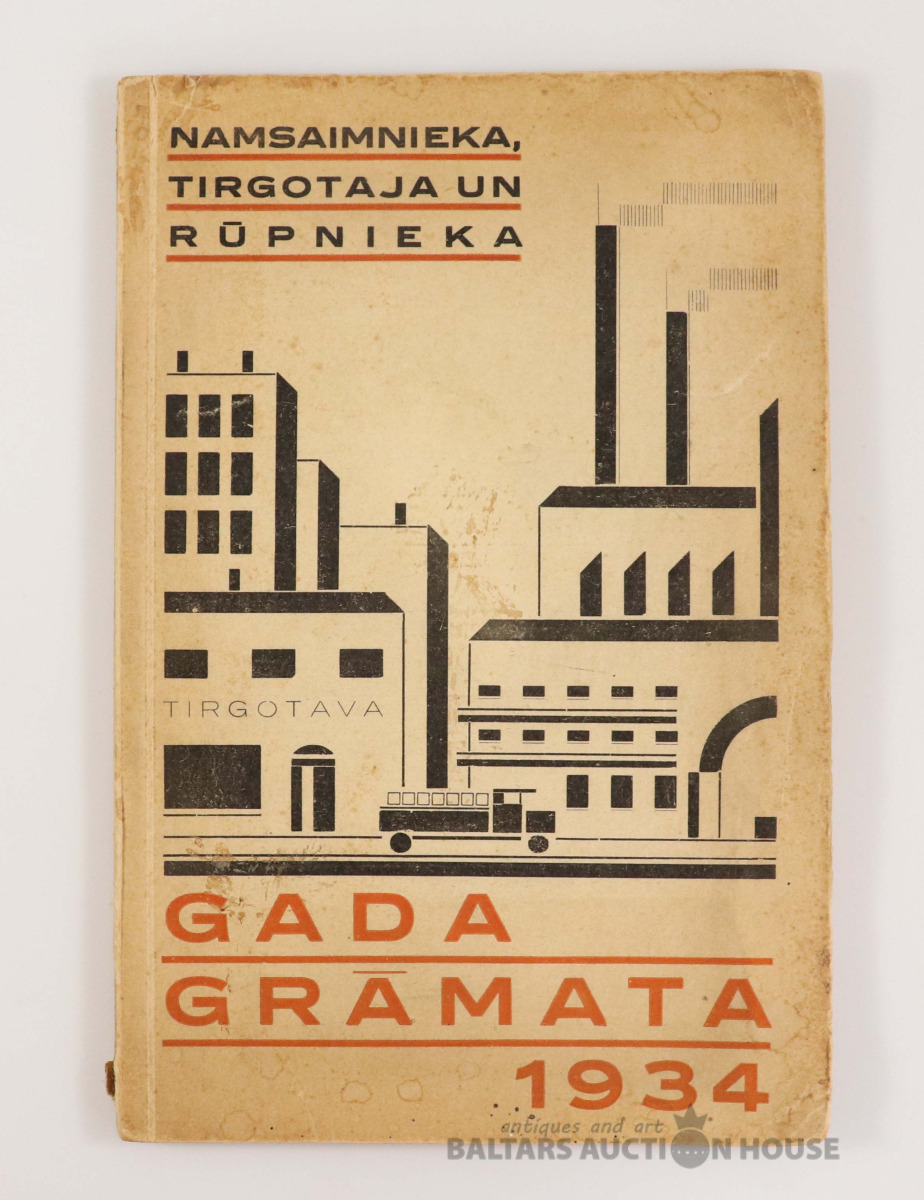 NAMSAIMNIEKA,
TIRGOTAJA UN
RŪPNIEKA
TIRGOTAVA
GADA
GRĀMATA
1934
antiques and art
BALTARS AUCTION HOUSE